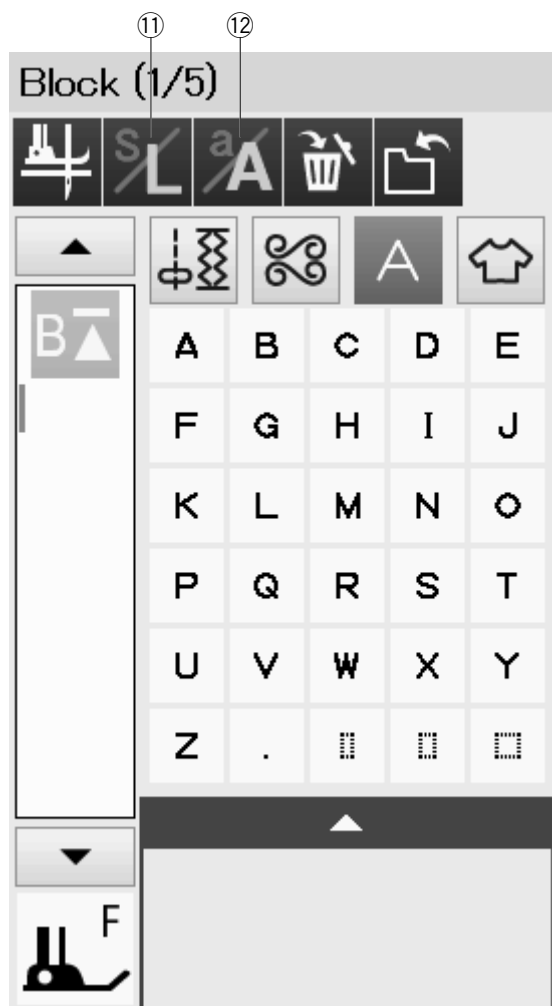 ⑪ ⑫
Block (1/5)
S/L a/A
A
B
A B C D E
F G H I J
K L M N O
P Q R S T
U V W X Y
Z .
F